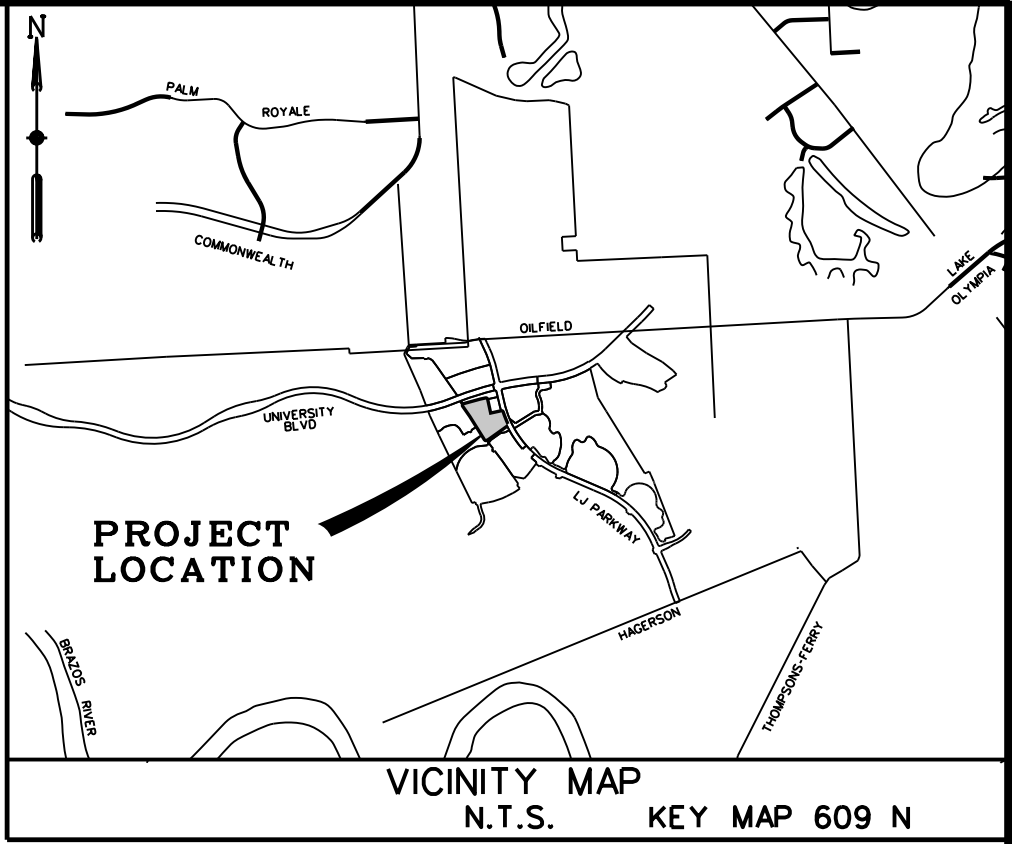 N
PALM
ROYALE
COMMONWEALTH
LAKE
OLYMPIA
OILFIELD
UNIVERSITY
BLVD
LJ PARKWAY
PROJECT
LOCATION
HAGERSON
THOMPSONS-FERRY
BRAZOS RIVER
VICINITY MAP
N.T.S. KEY MAP 609 N